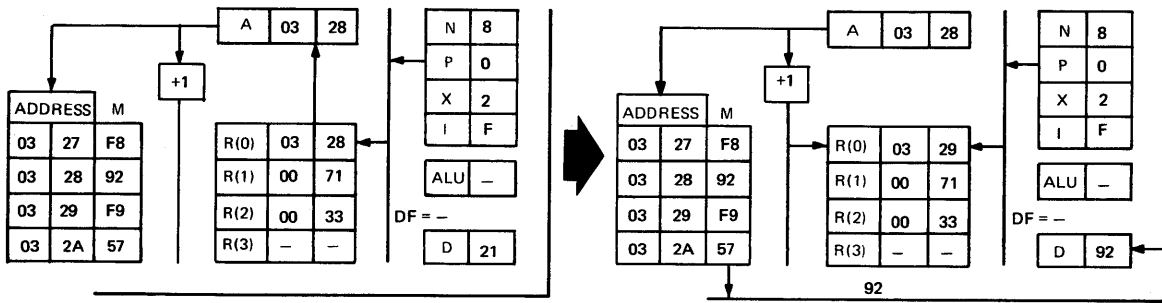 A 03 28
N 8
P 0
X 2
I F
+1
ADDRESS M
03 27 F8
03 28 92
03 29 F9
03 2A 57
R(0) 03 28
R(1) 00 71
R(2) 00 33
R(3) – –
ALU –
DF = –
D 21
A 03 28
N 8
P 0
X 2
I F
+1
ADDRESS M
03 27 F8
03 28 92
03 29 F9
03 2A 57
R(0) 03 29
R(1) 00 71
R(2) 00 33
R(3) – –
ALU –
DF = –
D 92
92